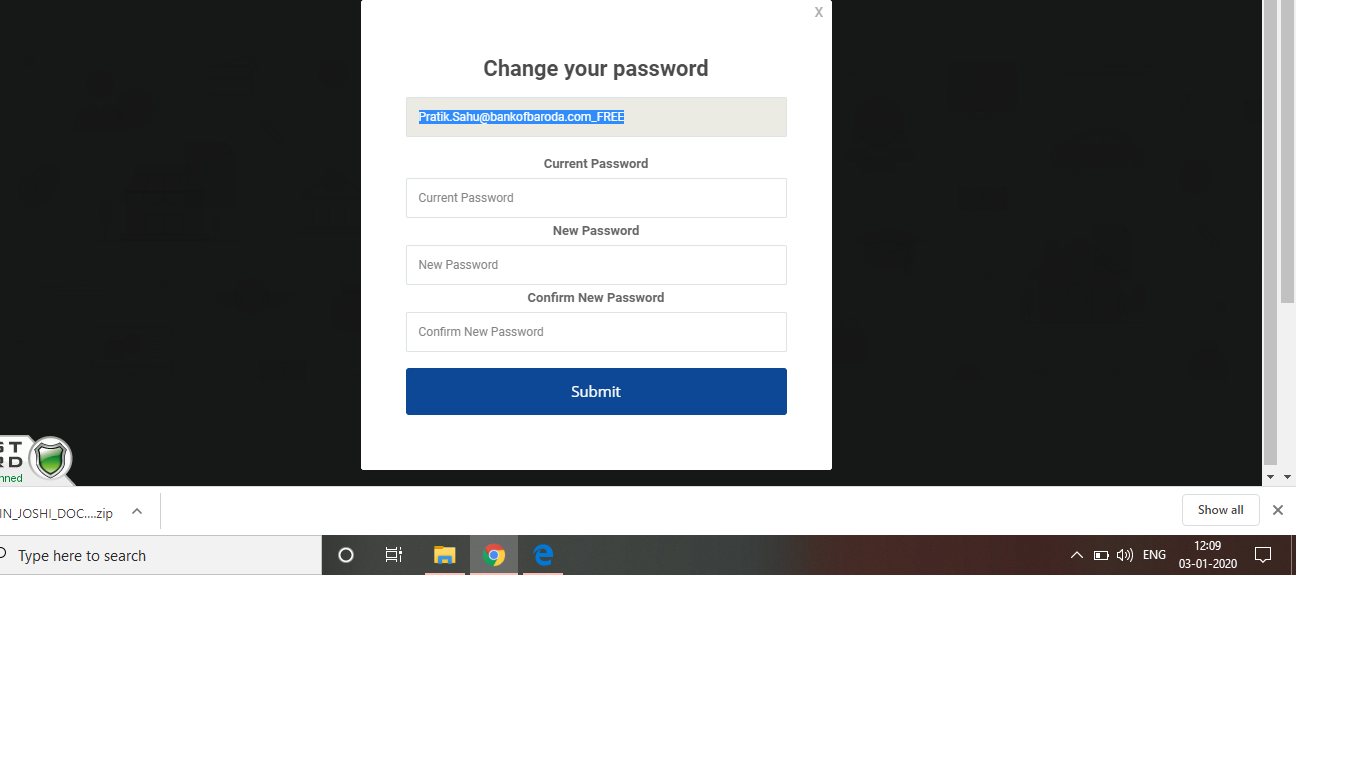 X
Change your password
Pratik.Sahu@bankofbaroda.com_FREE
Current Password
Current Password
New Password
New Password
Confirm New Password
Confirm New Password
Submit
ST
RD
nned
IN_JOSHI_DOC....zip
Show all
Type here to search
ENG
12:09
03-01-2020